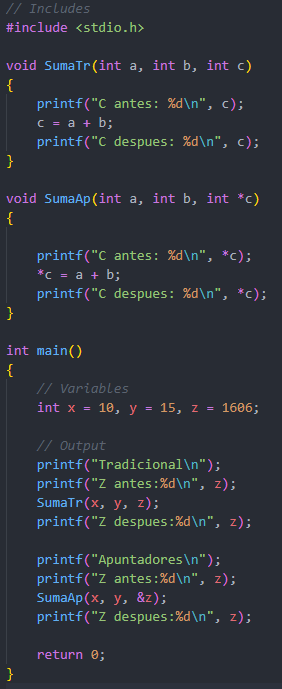 // Includes
#include <stdio.h>

void SumaTr(int a, int b, int c)
{
    printf("C antes: %d\n", c);
    c = a + b;
    printf("C despues: %d\n", c);
}

void SumaAp(int a, int b, int *c)
{

    printf("C antes: %d\n", *c);
    *c = a + b;
    printf("C despues: %d\n", *c);
}

int main()
{
    // Variables
    int x = 10, y = 15, z = 1606;

    // Output
    printf("Tradicional\n");
    printf("Z antes:%d\n", z);
    SumaTr(x, y, z);
    printf("Z despues:%d\n", z);

    printf("Apuntadores\n");
    printf("Z antes:%d\n", z);
    SumaAp(x, y, &z);
    printf("Z despues:%d\n", z);

    return 0;
}